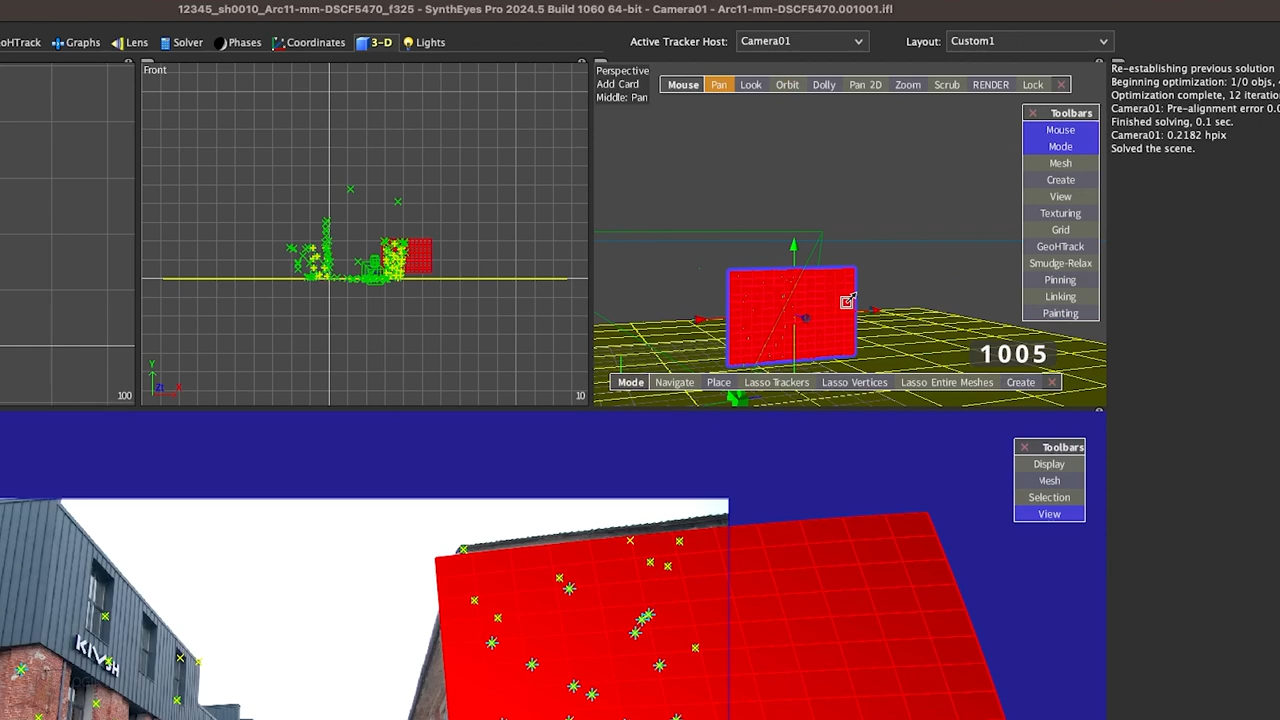 12345_sh0010_Arc11-mm-DSCF5470_f325 - SynthEyes Pro 2024.5 Build 1060 64-bit - Camera01 - Arc11-mm-DSCF5470.001001.ifl
oHTrack Graphs Lens Solver Phases Coordinates 3-D Lights Active Tracker Host: Camera01 Layout: Custom1
Front
Y
Z
X
100
10
Perspective
Add Card
Middle: Pan
Mouse Pan Look Orbit Dolly Pan 2D Zoom Scrub RENDER Lock
Toolbars
Mouse
Mode
Mesh
Create
View
Texturing
Grid
GeoHTrack
Smudge-Relax
Pinning
Linking
Painting
1005
Mode Navigate Place Lasso Trackers Lasso Vertices Lasso Entire Meshes Create
Re-establishing previous solution
Beginning optimization: 1/0 objs,
Optimization complete, 12 iteratio
Camera01: Pre-alignment error 0.0
Finished solving, 0.1 sec.
Camera01: 0.2182 hpix
Solved the scene.
Toolbars
Display
Mesh
Selection
View